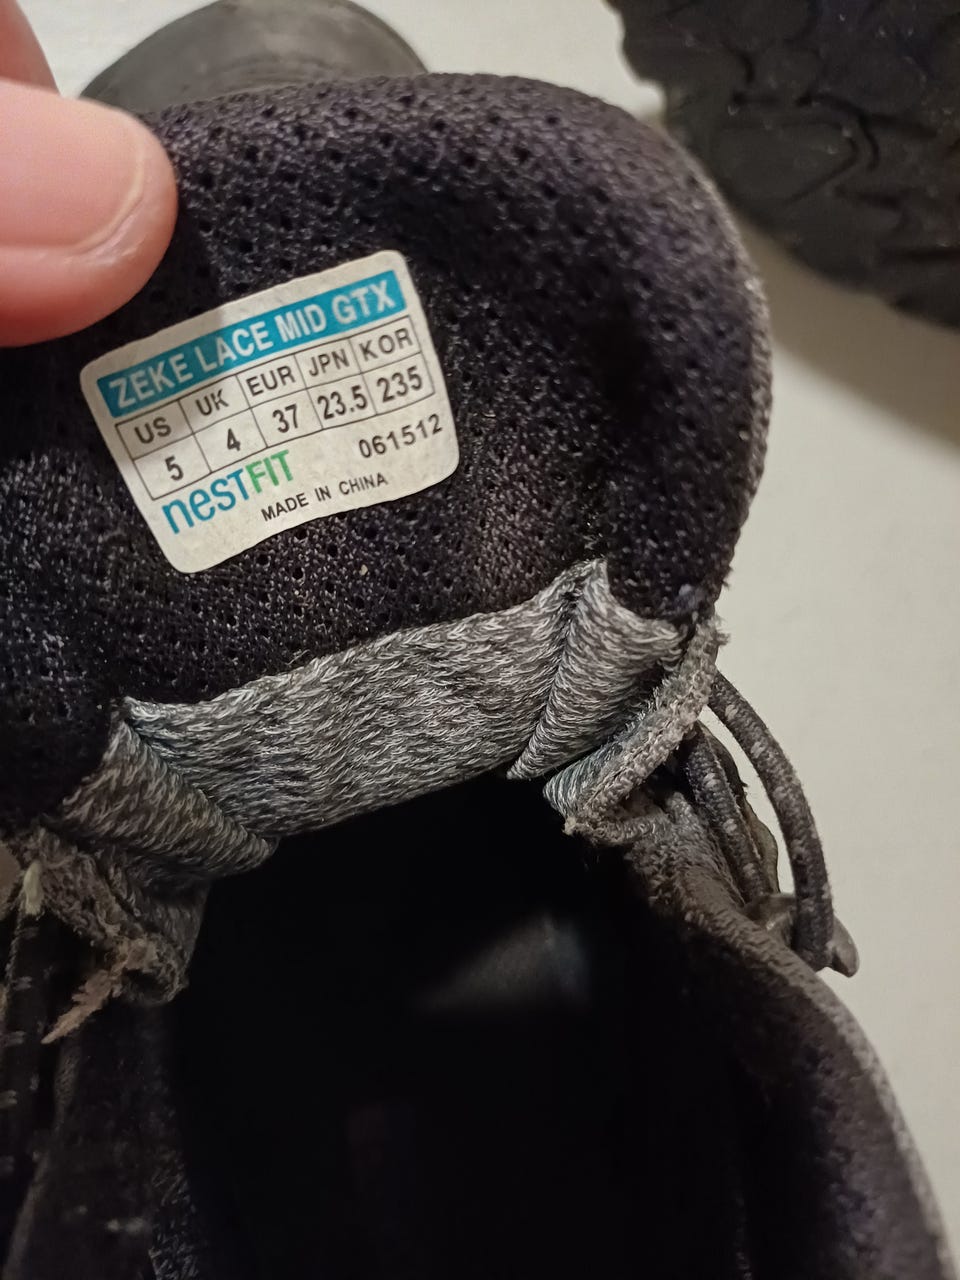 ZEKE LACE MID GTX
US UK EUR JPN KOR
5 4 37 23.5 235
nesTFIT 061512
MADE IN CHINA